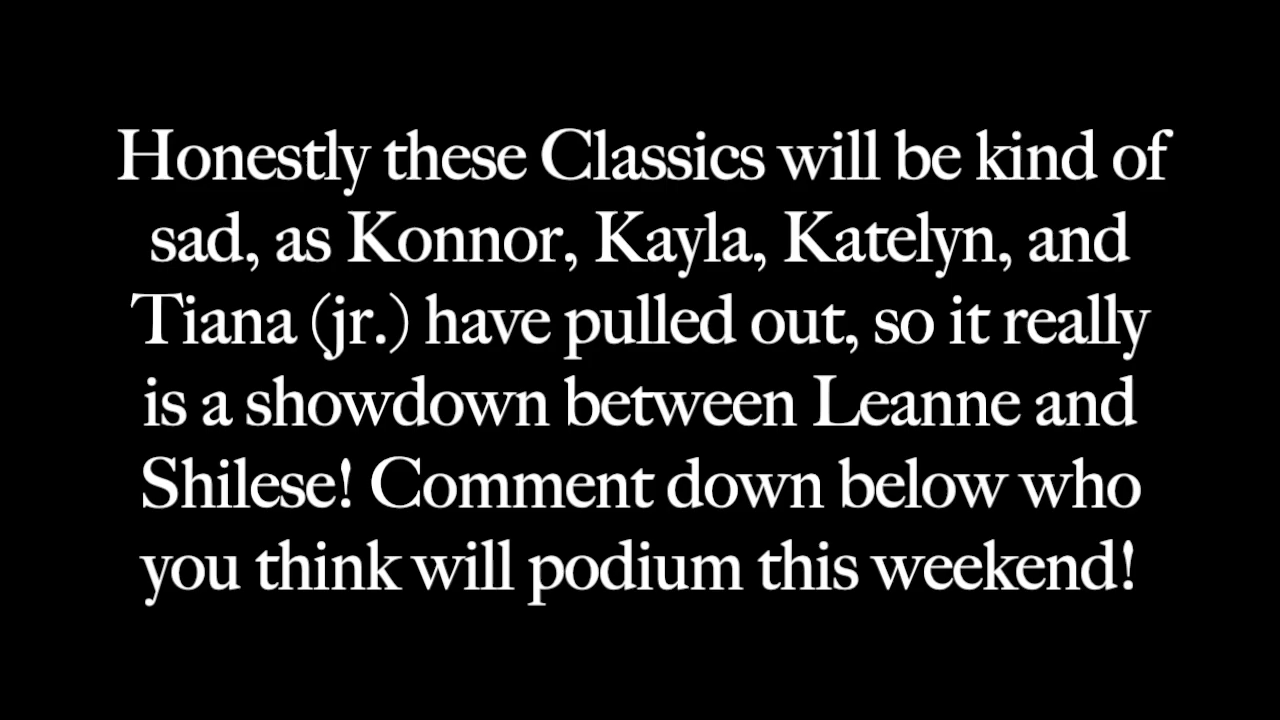 Honestly these Classics will be kind of
sad, as Konnor, Kayla, Katelyn, and
Tiana (jr.) have pulled out, so it really
is a showdown between Leanne and
Shilese! Comment down below who
you think will podium this weekend!